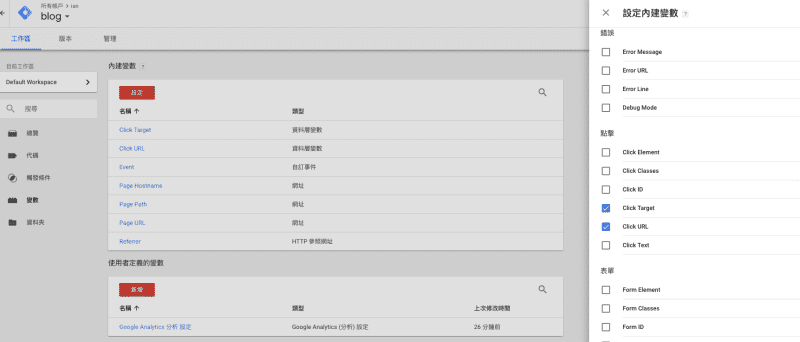 所有帳戶 > ian
blog
工作區 版本 管理
目前工作區
Default Workspace
搜尋
總覽
代碼
觸發條件
變數
資料夾
內建變數
設定
名稱 ↑ 類型
Click Target 資料層變數
Click URL 資料層變數
Event 自訂事件
Page Hostname 網址
Page Path 網址
Page URL 網址
Referrer HTTP 參照網址
使用者定義的變數
新增
名稱 ↑ 類型 上次修改時間
Google Analytics 分析 設定 Google Analytics (分析) 設定 26 分鐘前
設定內建變數
錯誤
Error Message
Error URL
Error Line
Debug Mode
點擊
Click Element
Click Classes
Click ID
Click Target
Click URL
Click Text
表單
Form Element
Form Classes
Form ID